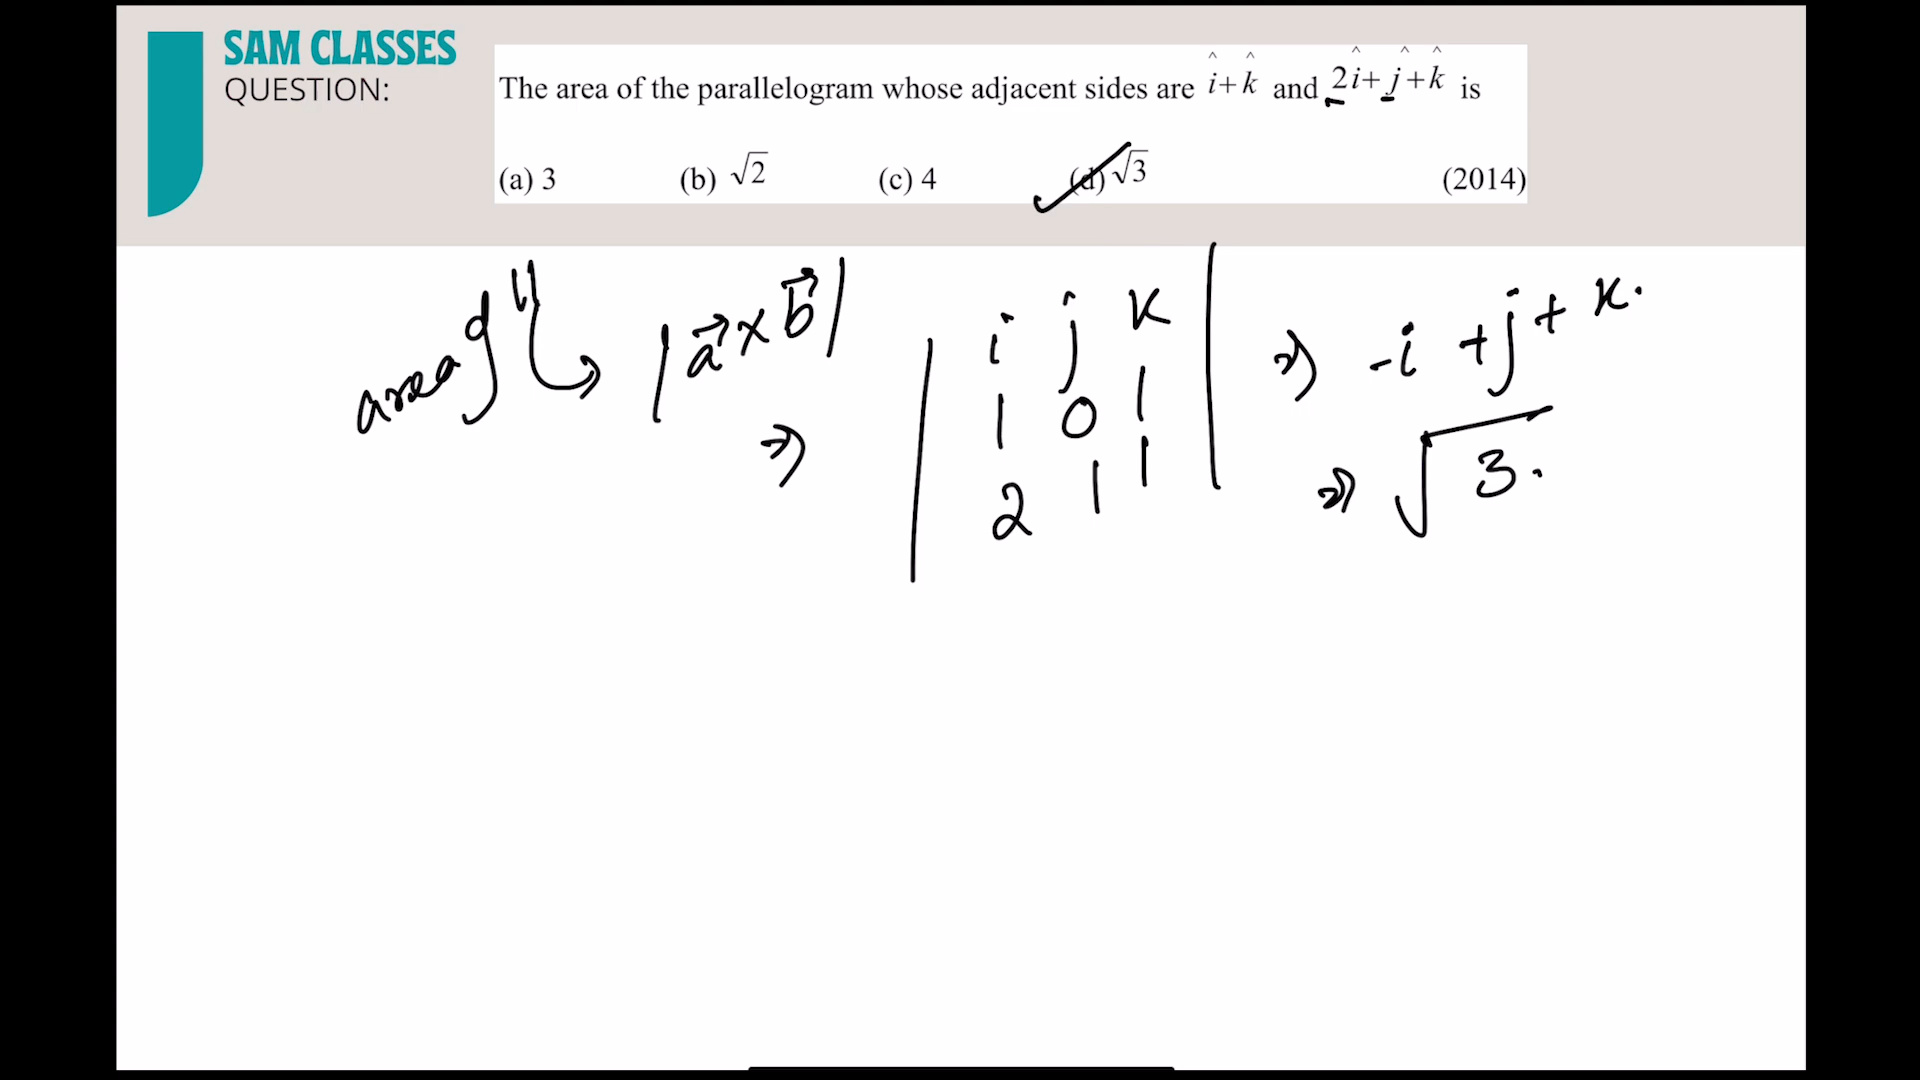 SAM CLASSES
QUESTION:
The area of the parallelogram whose adjacent sides are î+k̂ and 2î+ĵ+k̂ is
(a) 3 (b) √2 (c) 4 (d) √3 (2014)
area of || → |a⃗ × b⃗|
⇒ | i j k |
| 1 0 1 |
| 2 1 1 |
⇒ -i + j + k.
⇒ √3.